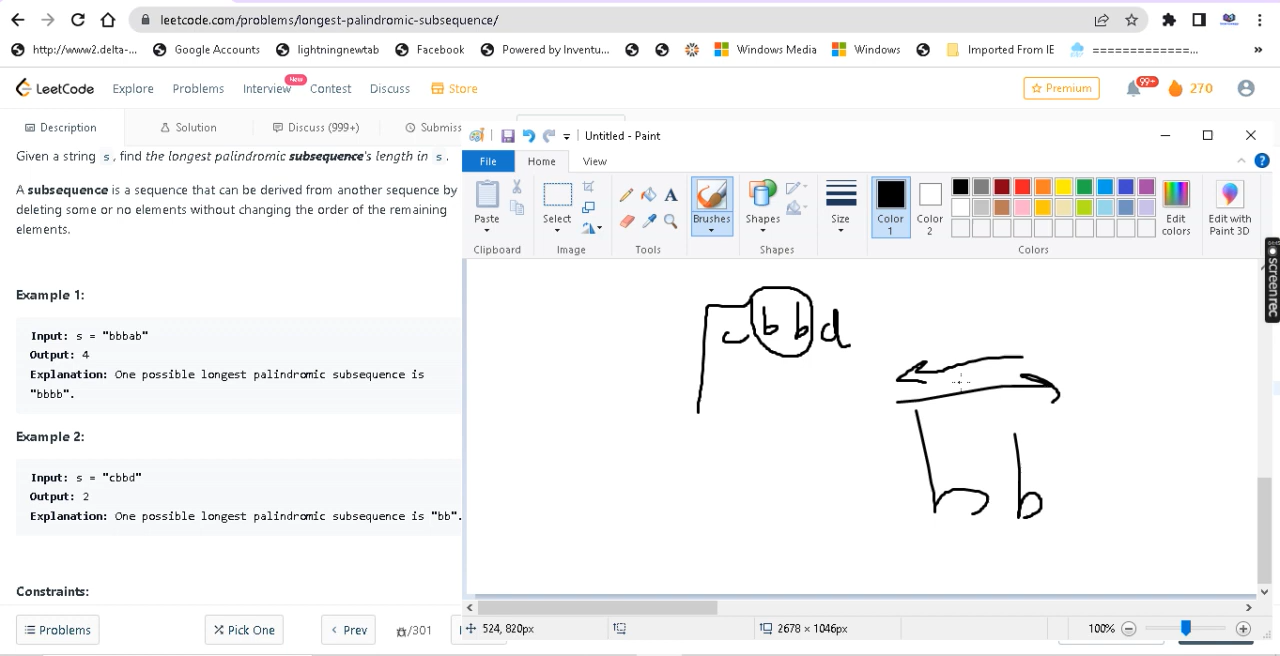 leetcode.com/problems/longest-palindromic-subsequence/
http://www2.delta-... Google Accounts lightningnewtab Facebook Powered by Inventu... Windows Media Windows Imported From IE =============... »
LeetCode Explore Problems Interview New Contest Discuss Store Premium 99+ 270
Description Solution Discuss (999+) Submiss
Untitled - Paint
File Home View
Given a string s, find the longest palindromic subsequence's length in s.
A subsequence is a sequence that can be derived from another sequence by
deleting some or no elements without changing the order of the remaining
elements.
Paste Select Brushes Shapes Size Color 1 Color 2 Edit colors Edit with Paint 3D
Clipboard Image Tools Shapes Colors
Example 1:
Input: s = "bbbab"
Output: 4
Explanation: One possible longest palindromic subsequence is
"bbbb".
Example 2:
Input: s = "cbbd"
Output: 2
Explanation: One possible longest palindromic subsequence is "bb".
Constraints:
c b b d
b b
Problems Pick One Prev /301
524, 820px 2678 × 1046px 100%
screenrec